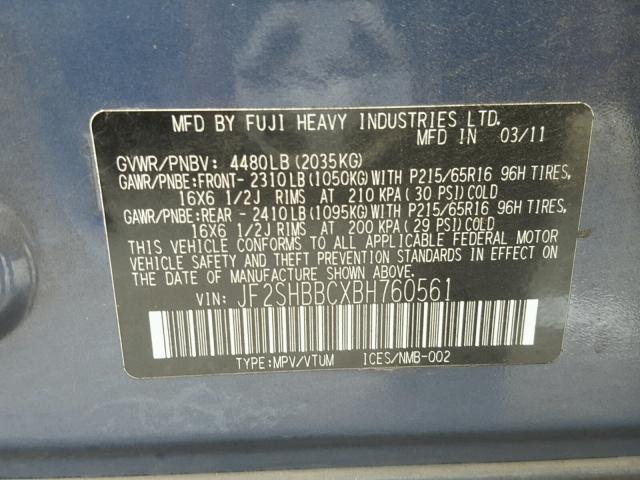 MFD BY FUJI HEAVY INDUSTRIES LTD.
MFD IN 03/11
GVWR/PNBV: 4480LB(2035KG)
GAWR/PNBE:FRONT- 2310LB(1050KG)WITH P215/65R16 96H TIRES,
16X6 1/2J RIMS AT 210 KPA(30 PSI)COLD
GAWR/PNBE:REAR - 2410LB(1095KG)WITH P215/65R16 96H TIRES,
16X6 1/2J RIMS AT 200 KPA(29 PSI)COLD
THIS VEHICLE CONFORMS TO ALL APPLICABLE FEDERAL MOTOR
VEHICLE SAFETY AND THEFT PREVENTION STANDARDS IN EFFECT ON
THE DATE OF MANUFACTURE SHOWN ABOVE.
VIN: JF2SHBBCXBH760561
TYPE:MPV/VTUM ICES/NMB-002